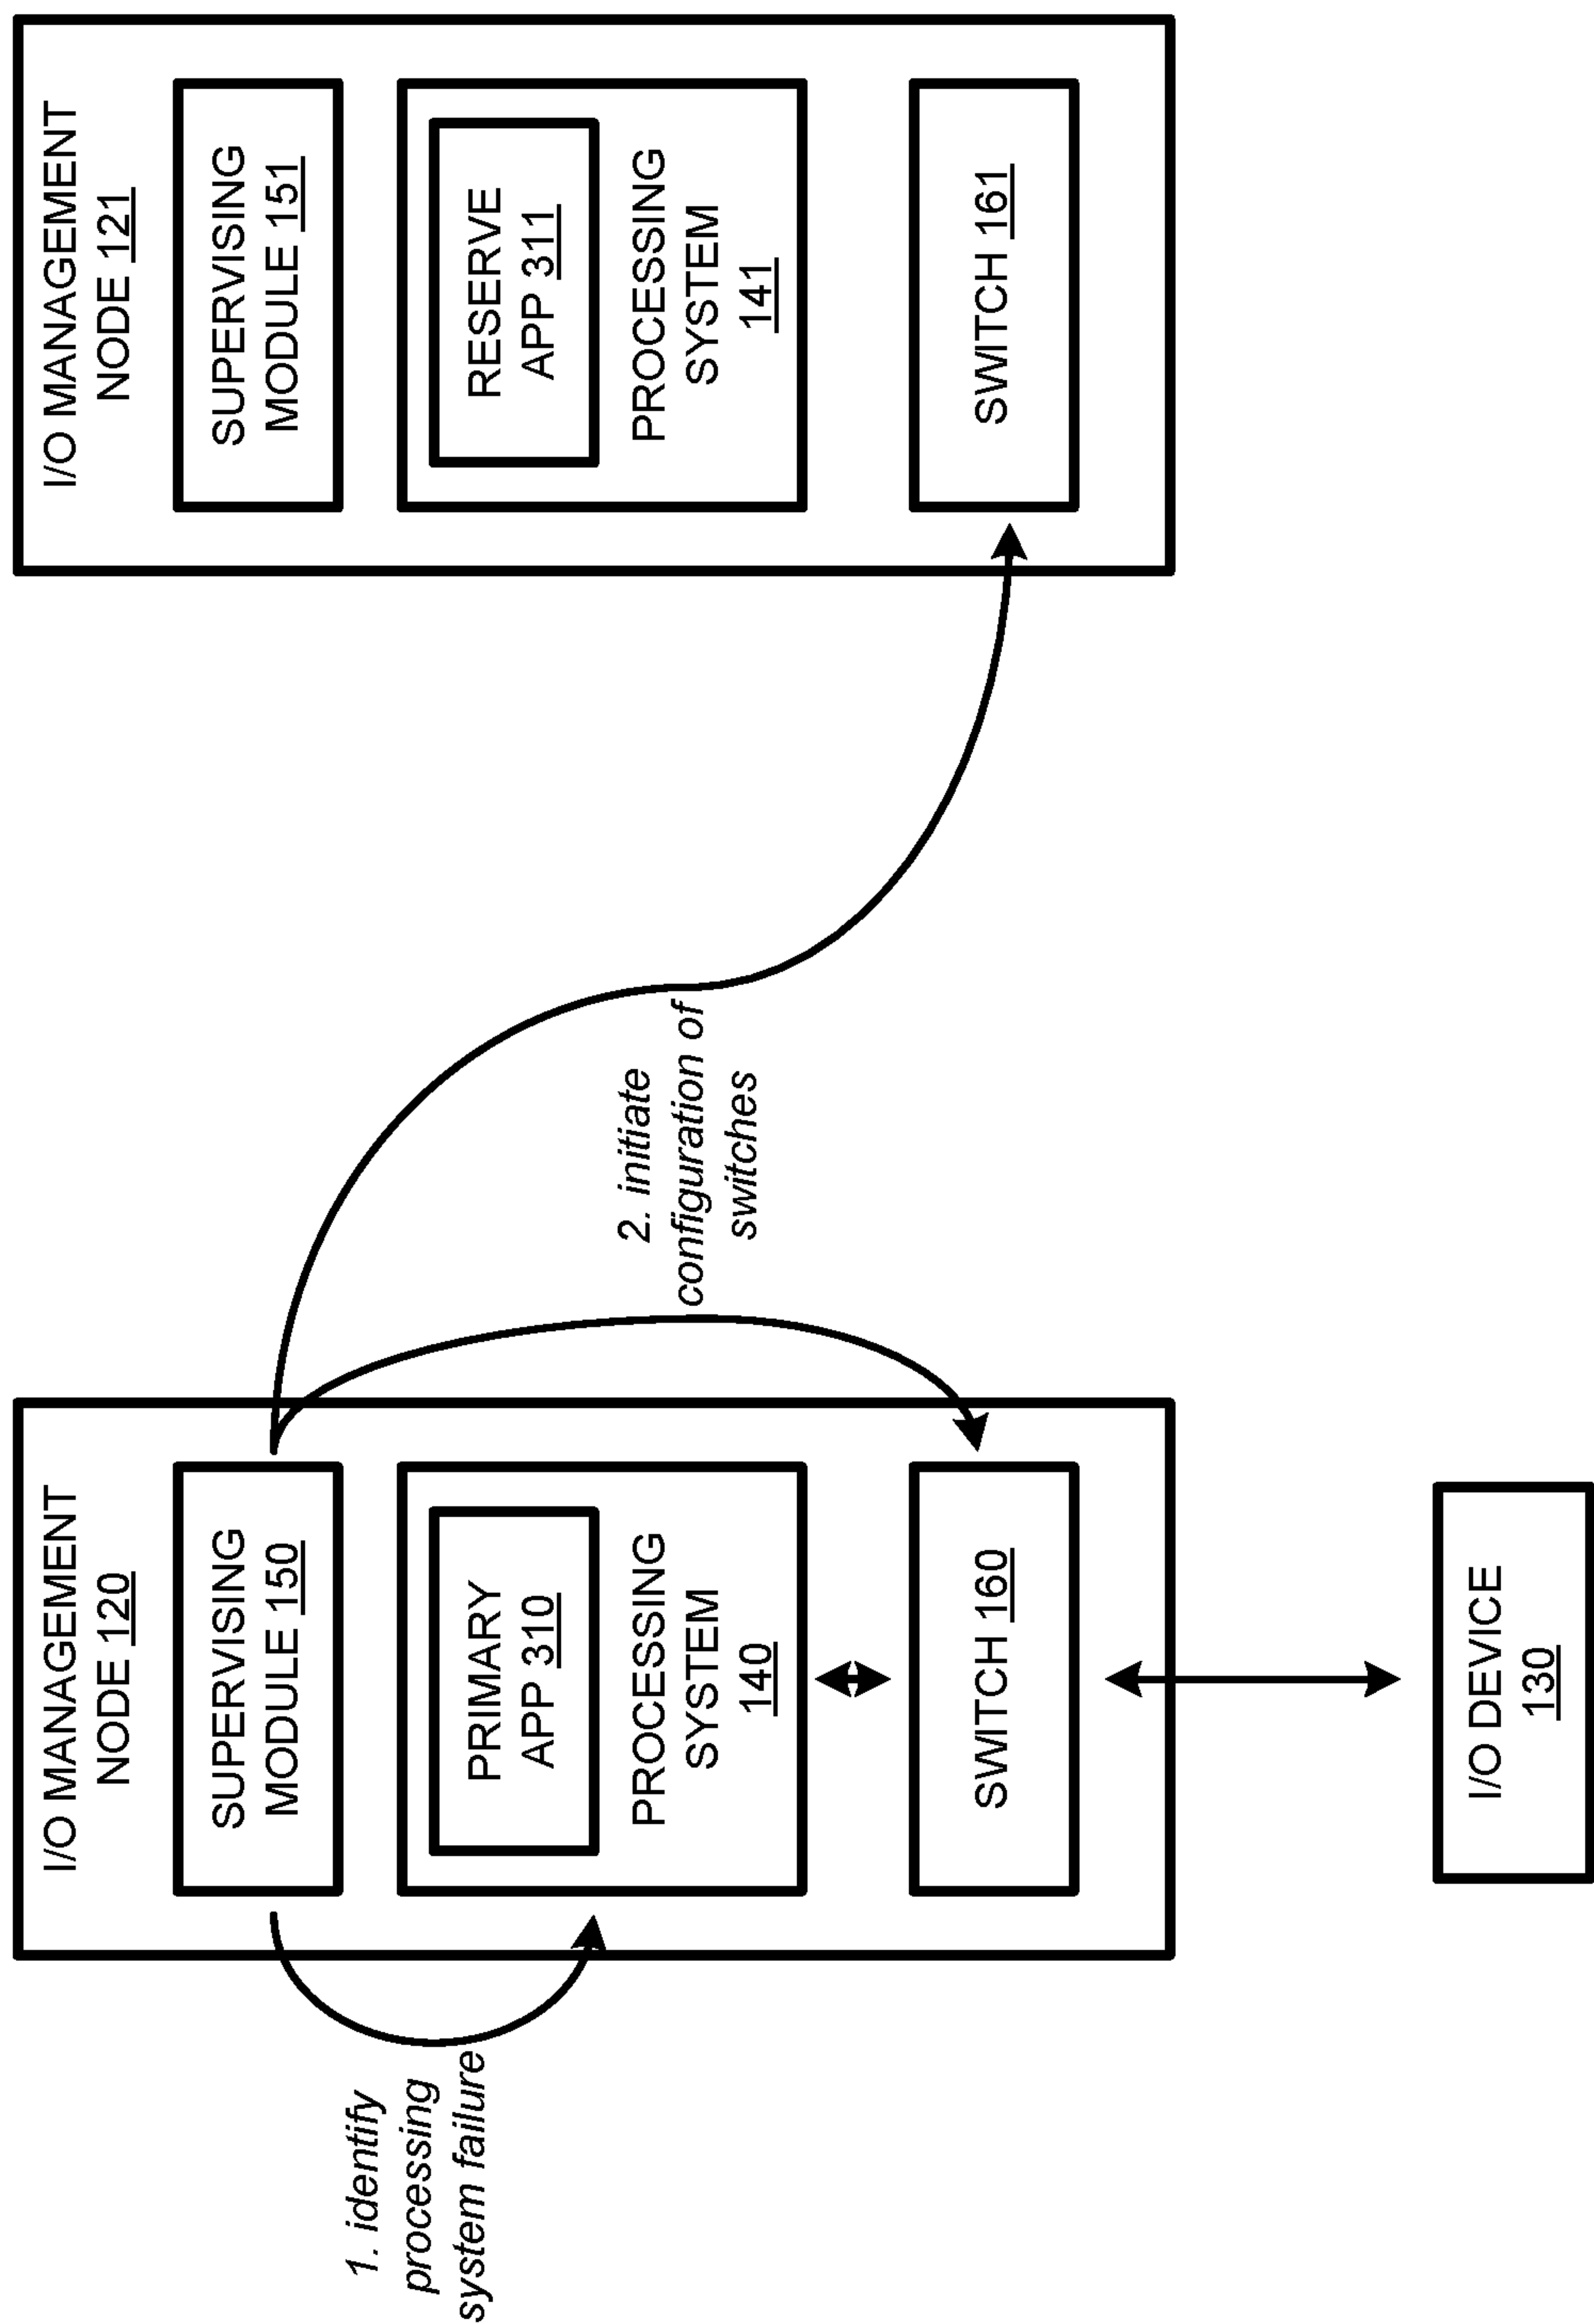 I/O MANAGEMENT
NODE 120
SUPERVISING
MODULE 150
PRIMARY
APP 310
PROCESSING
SYSTEM
140
SWITCH 160
I/O DEVICE
130
1. identify
processing
system failure
2. initiate
configuration of
switches
I/O MANAGEMENT
NODE 121
SUPERVISING
MODULE 151
RESERVE
APP 311
PROCESSING
SYSTEM
141
SWITCH 161